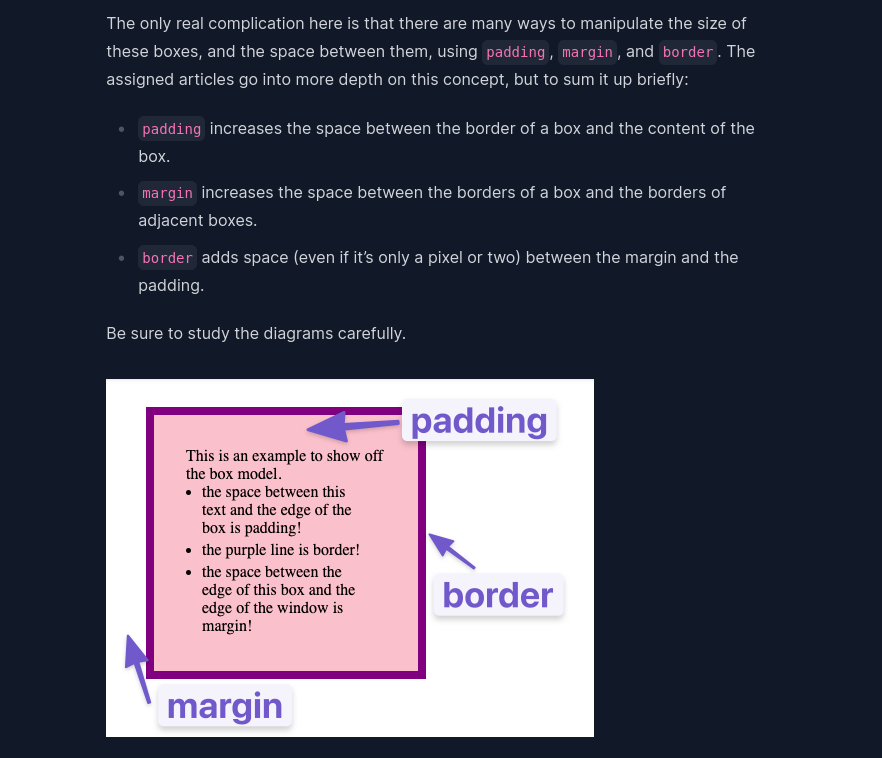 The only real complication here is that there are many ways to manipulate the size of
these boxes, and the space between them, using padding, margin, and border. The
assigned articles go into more depth on this concept, but to sum it up briefly:
padding increases the space between the border of a box and the content of the
box.
margin increases the space between the borders of a box and the borders of
adjacent boxes.
border adds space (even if it’s only a pixel or two) between the margin and the
padding.
Be sure to study the diagrams carefully.
padding
This is an example to show off
the box model.
the space between this
text and the edge of the
box is padding!
the purple line is border!
the space between the
edge of this box and the
edge of the window is
margin!
border
margin